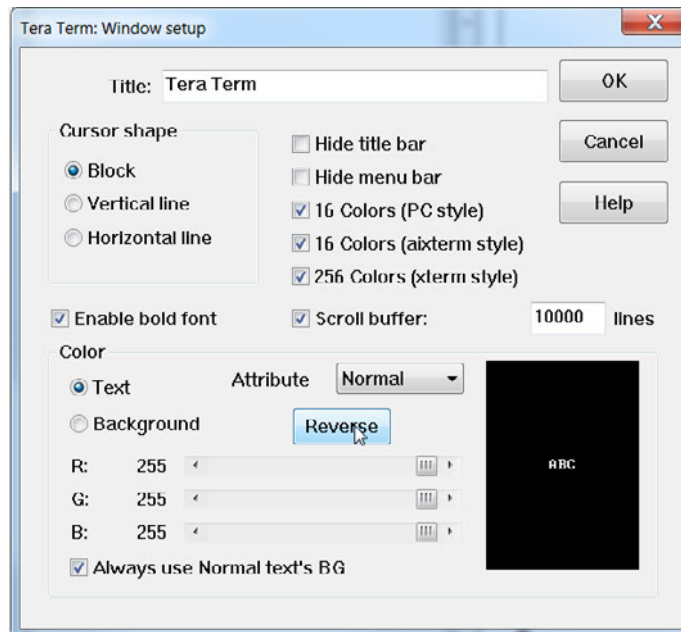 Tera Term: Window setup
Title: Tera Term
OK
Cursor shape
Block
Vertical line
Horizontal line
Hide title bar
Hide menu bar
16 Colors (PC style)
16 Colors (aixterm style)
256 Colors (xterm style)
Cancel
Help
Enable bold font
Scroll buffer: 10000 lines
Color
Text
Background
Attribute Normal
Reverse
R: 255
G: 255
B: 255
ABC
Always use Normal text's BG